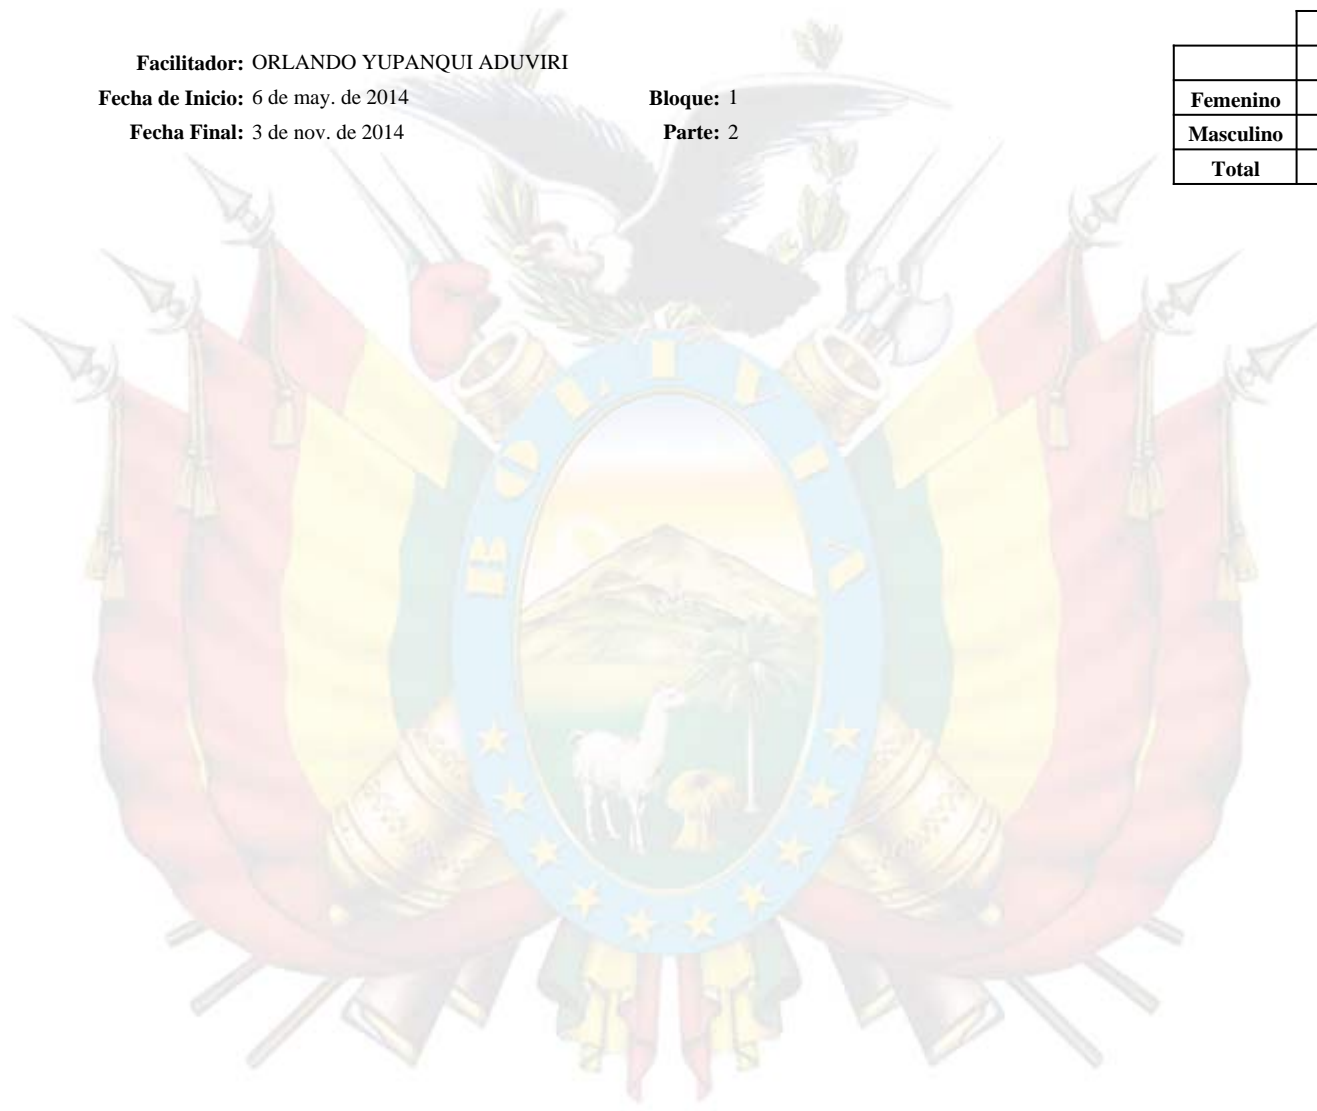 Facilitador: ORLANDO YUPANQUI ADUVIRI
Fecha de Inicio: 6 de may. de 2014 Bloque: 1
Fecha Final: 3 de nov. de 2014 Parte: 2
Femenino
Masculino
Total
BOLIVIA